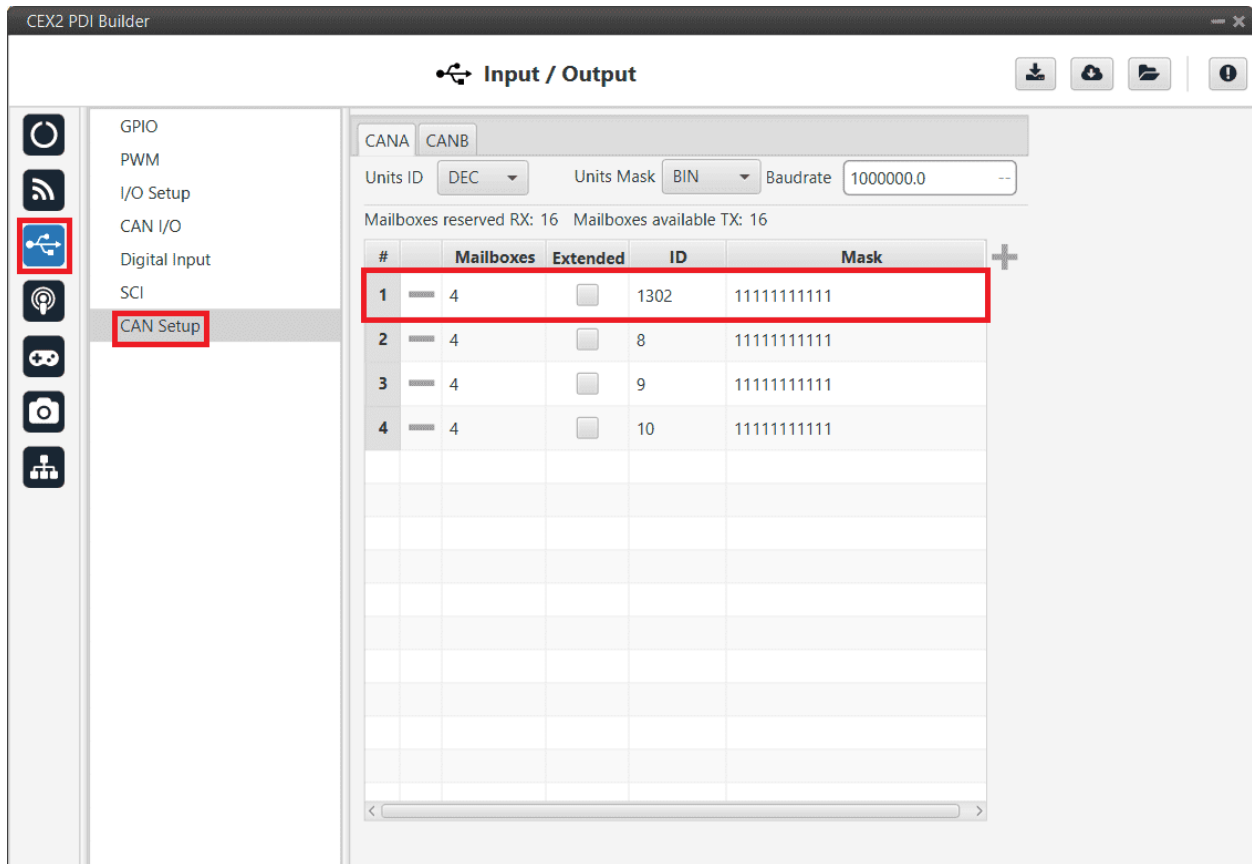 CEX2 PDI Builder
Input / Output
GPIO
PWM
I/O Setup
CAN I/O
Digital Input
SCI
CAN Setup
CANA CANB
Units ID DEC Units Mask BIN Baudrate 1000000.0 --
Mailboxes reserved RX: 16 Mailboxes available TX: 16
# Mailboxes Extended ID Mask
1 4 1302 11111111111
2 4 8 11111111111
3 4 9 11111111111
4 4 10 11111111111